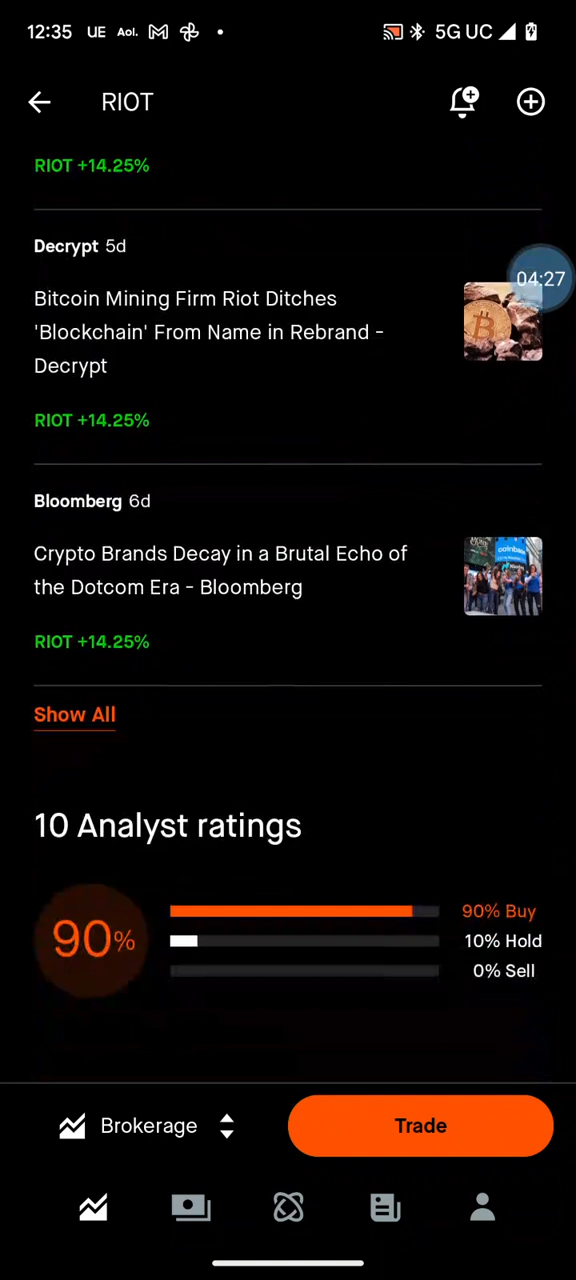 12:35 UE Aol. 5G UC
RIOT
RIOT +14.25%
Decrypt 5d
04:27
Bitcoin Mining Firm Riot Ditches
'Blockchain' From Name in Rebrand -
Decrypt
RIOT +14.25%
Bloomberg 6d
Crypto Brands Decay in a Brutal Echo of
the Dotcom Era - Bloomberg
coinbase
RIOT +14.25%
Show All
10 Analyst ratings
90%
90% Buy
10% Hold
0% Sell
Brokerage
Trade